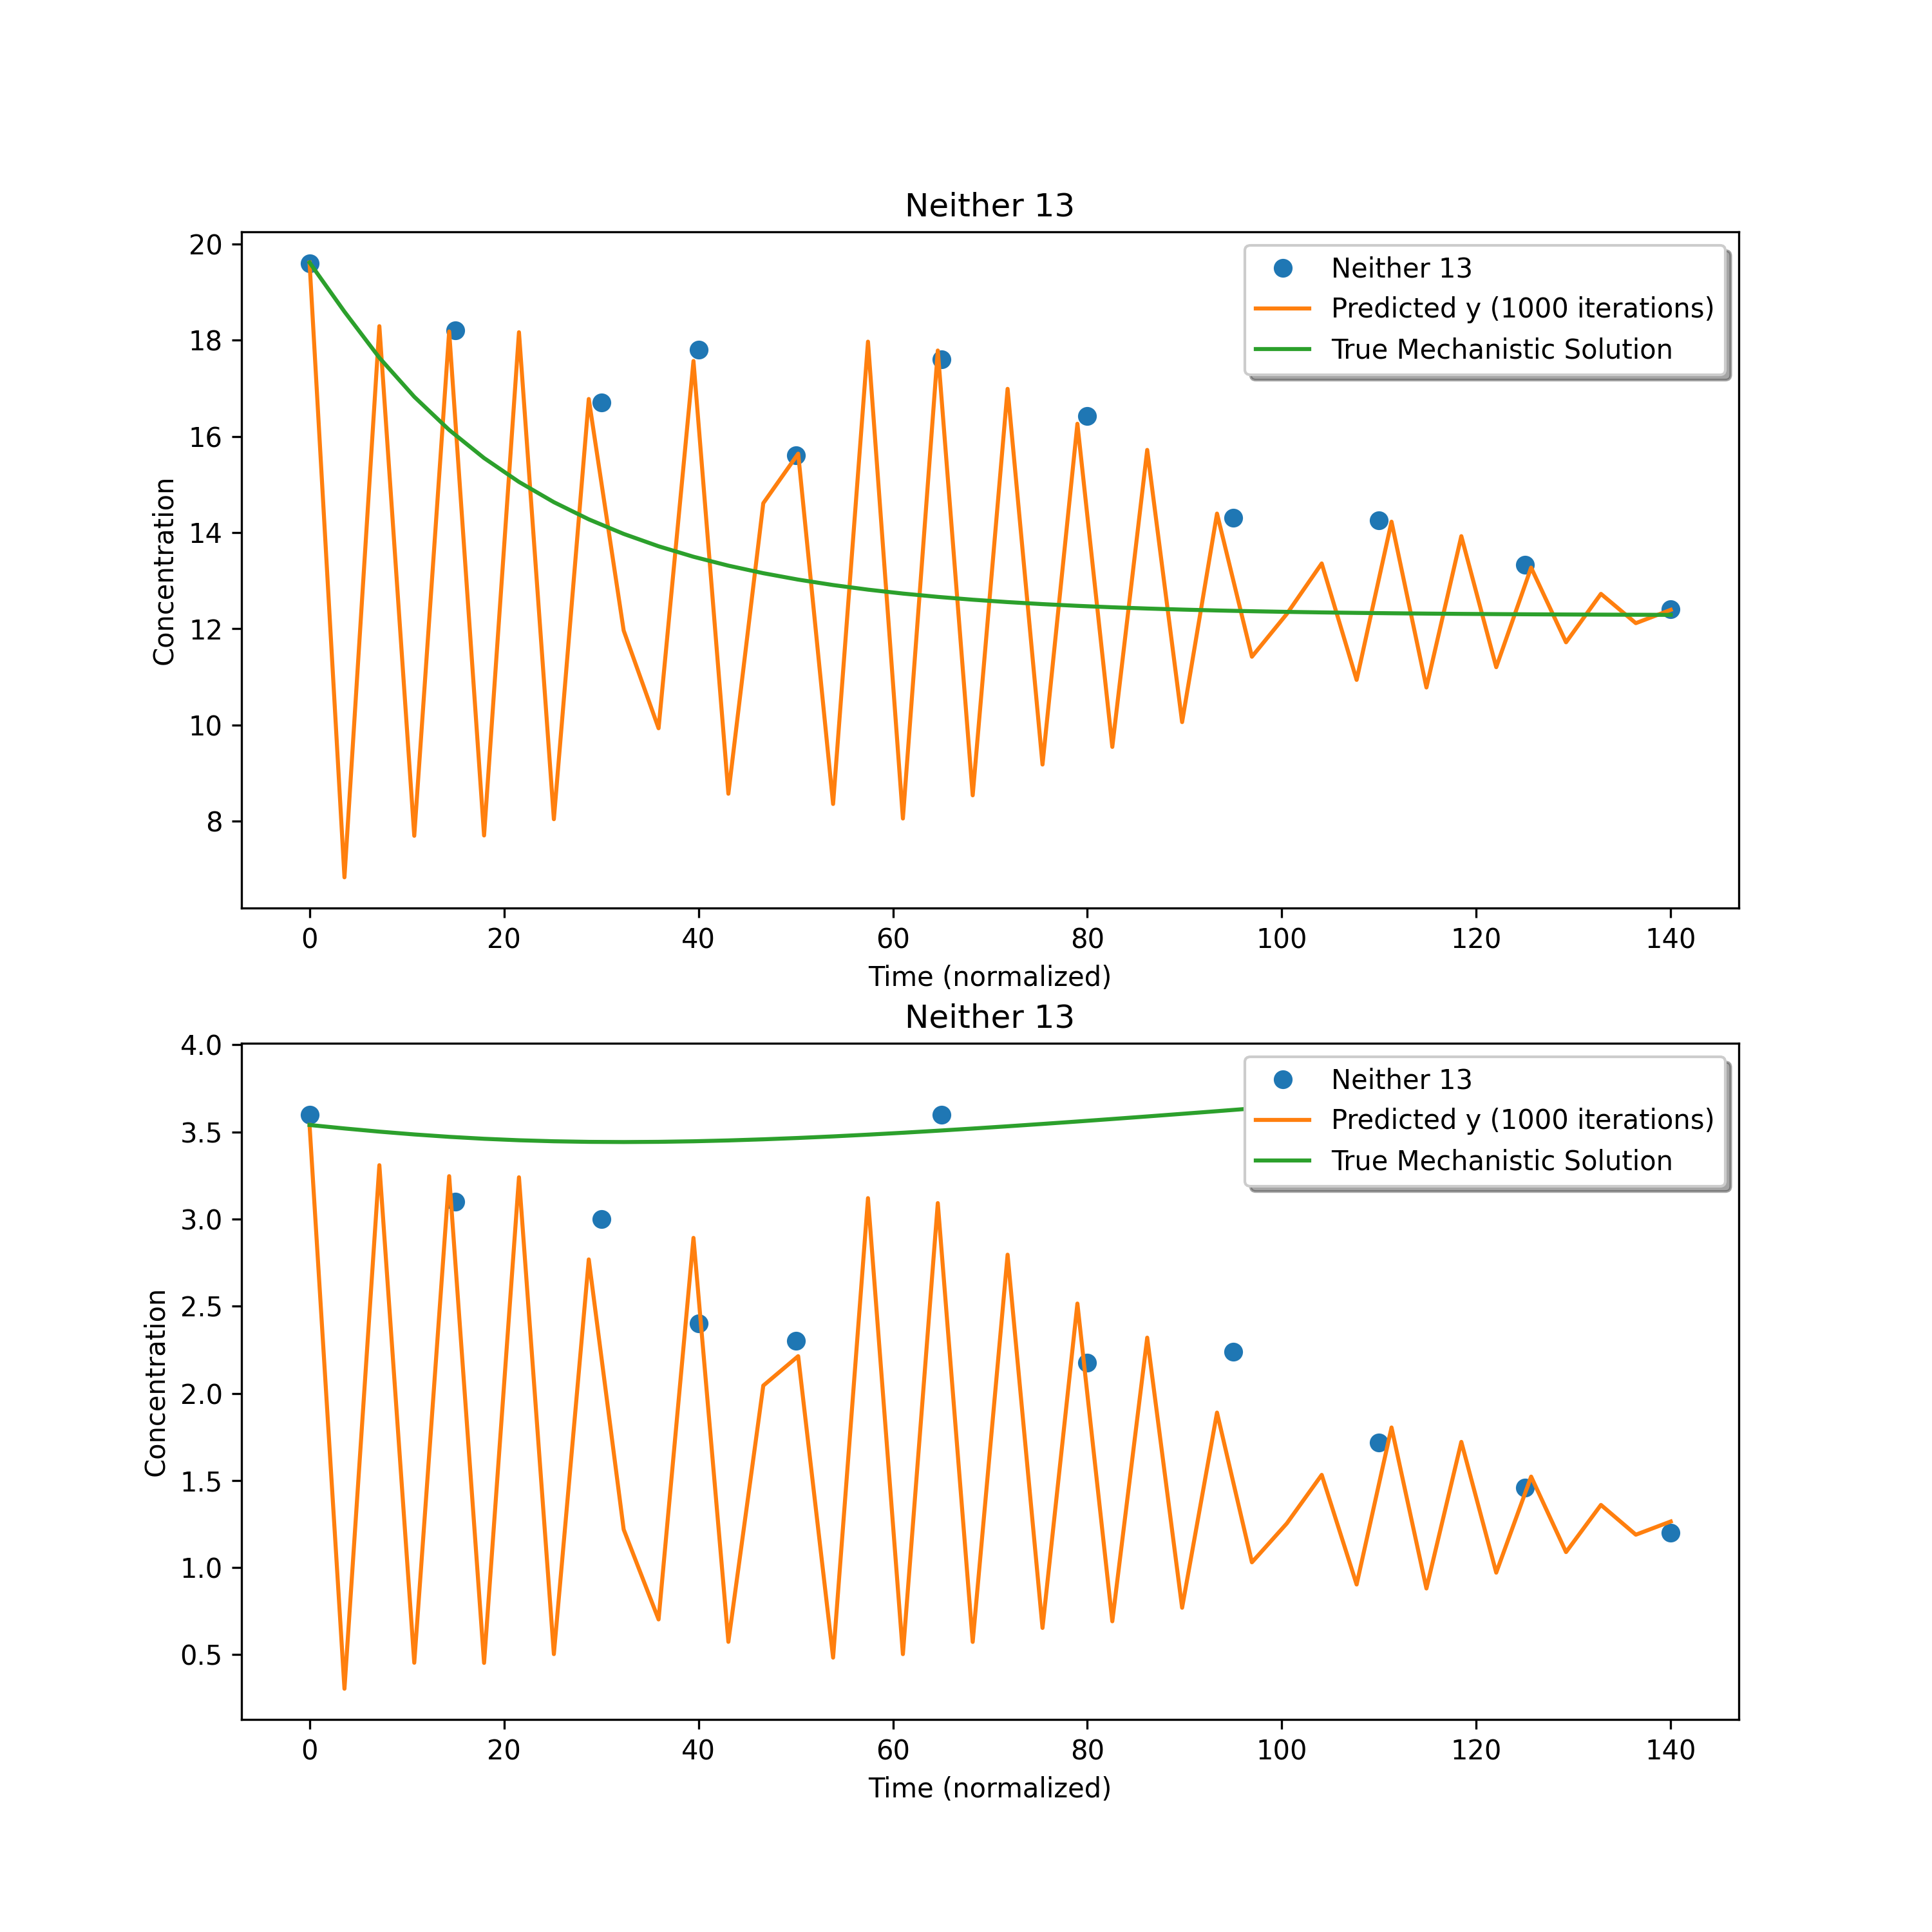 Neither 13
20
18
16
14
12
10
8
Concentration
Neither 13
Predicted y (1000 iterations)
True Mechanistic Solution
0 20 40 60 80 100 120 140
Time (normalized)
Neither 13
4.0
3.5
3.0
2.5
2.0
1.5
1.0
0.5
Concentration
Neither 13
Predicted y (1000 iterations)
True Mechanistic Solution
0 20 40 60 80 100 120 140
Time (normalized)